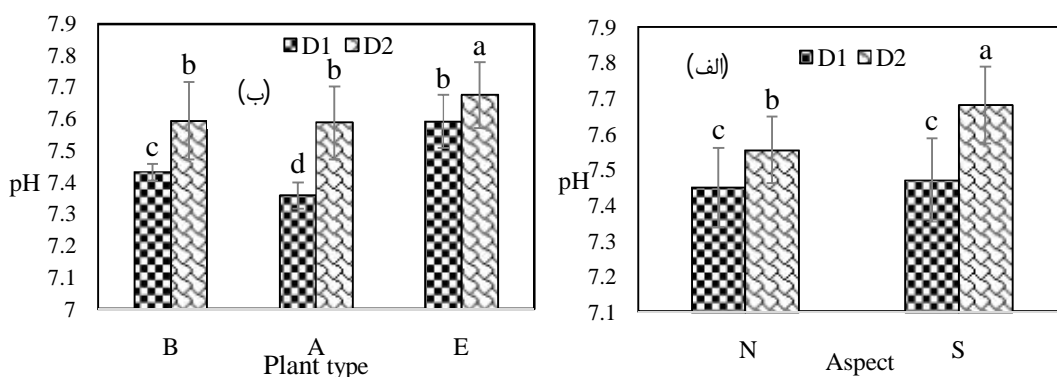 7.9
7.8
7.7
7.6
7.5
7.4
7.3
7.2
7.1
7
pH
D1 D2
(ب)
c b d b b a
B A E
Plant type
7.9
7.8
7.7
7.6
7.5
7.4
7.3
7.2
7.1
pH
D1 D2
(الف)
c b c a
N S
Aspect